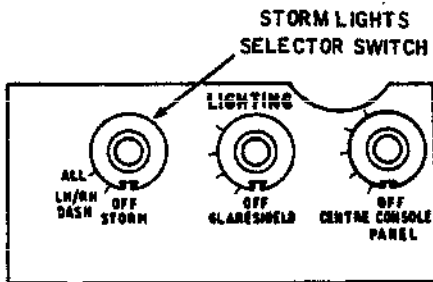 STORM LIGHTS
SELECTOR SWITCH
LIGHTING
ALL
LH/RH
DASH
OFF
STORM
OFF
GLARESHIELD
OFF
CENTRE CONSOLE
PANEL